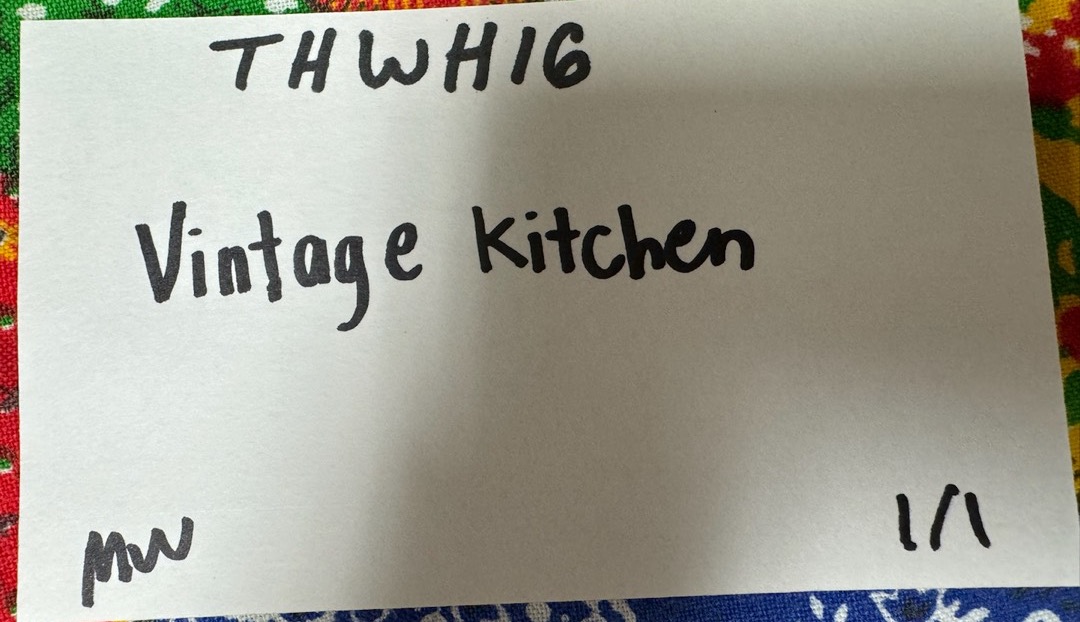 THWH16
Vintage Kitchen
MW
1/1